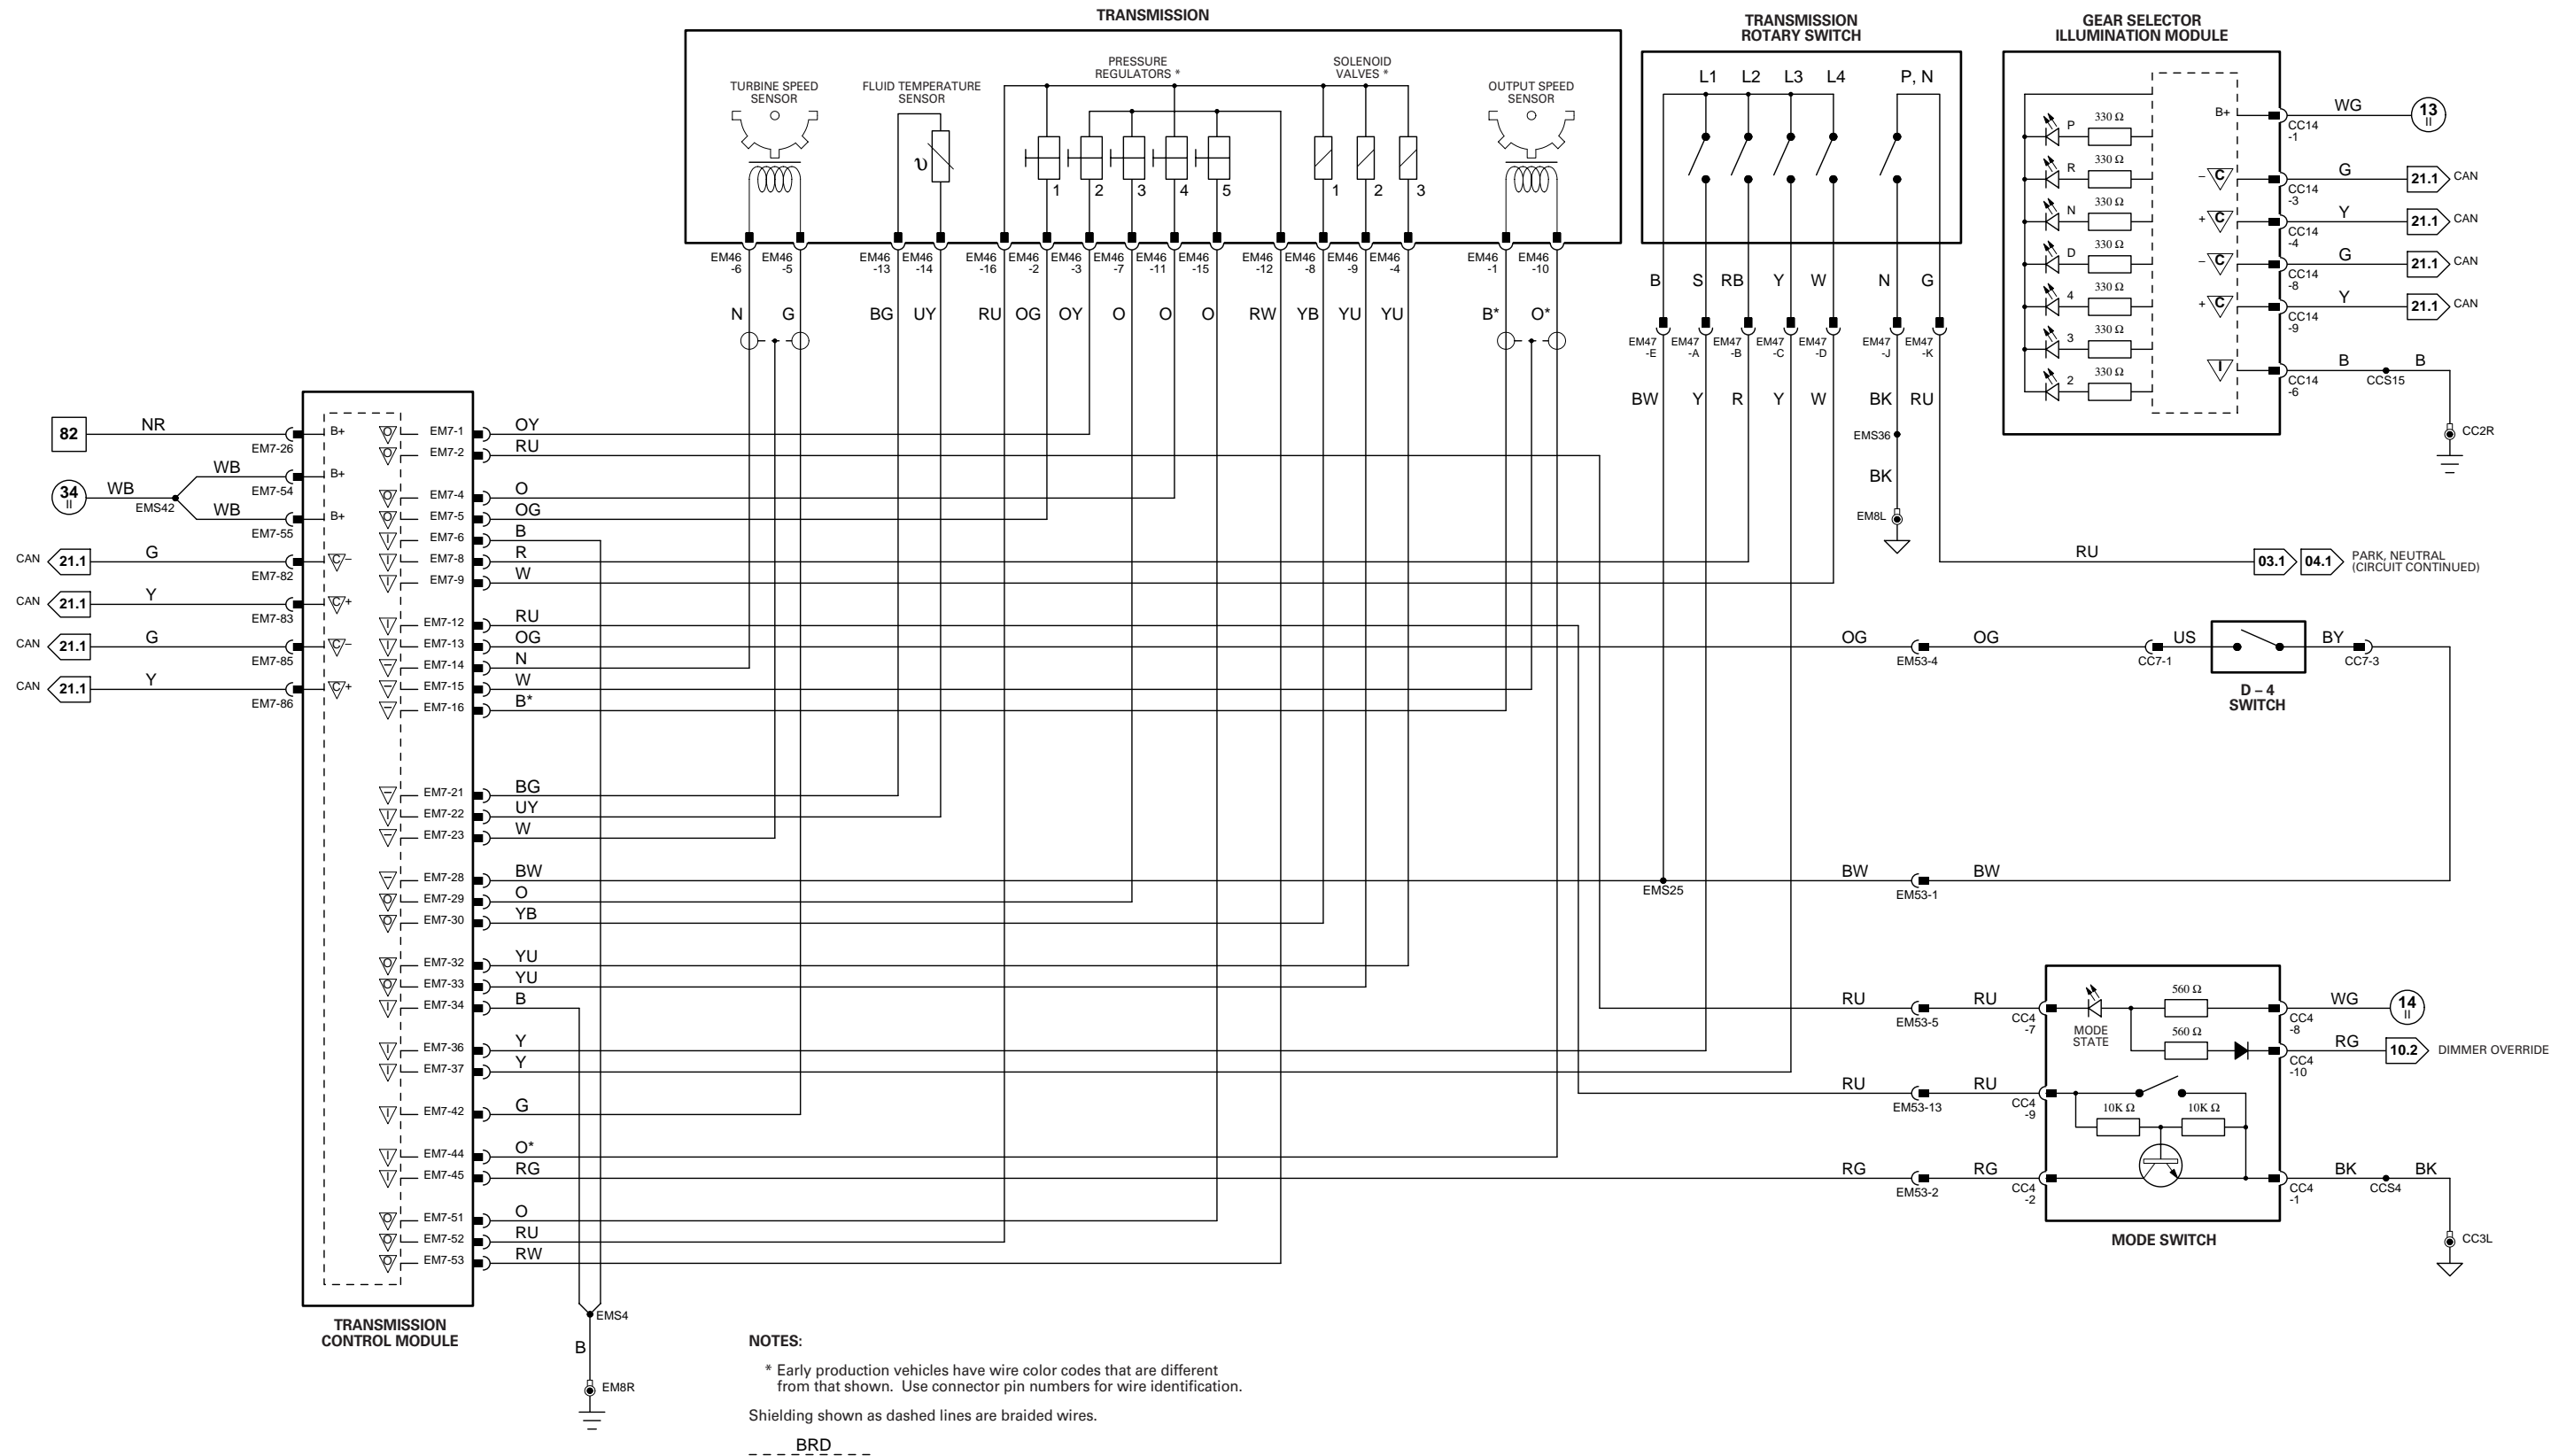 TRANSMISSION
TURBINE SPEED
SENSOR
FLUID TEMPERATURE
SENSOR
PRESSURE
REGULATORS *
SOLENOID
VALVES *
OUTPUT SPEED
SENSOR
υ
1 2 3 4 5 1 2 3
EM46 -6
EM46 -5
EM46 -13
EM46 -14
EM46 -16
EM46 -2
EM46 -3
EM46 -7
EM46 -11
EM46 -15
EM46 -12
EM46 -8
EM46 -9
EM46 -4
EM46 -1
EM46 -10
N G BG UY RU OG OY O O O RW YB YU YU B* O*
TRANSMISSION
ROTARY SWITCH
L1 L2 L3 L4 P, N
B S RB Y W N G
EM47 -E
EM47 -A
EM47 -B
EM47 -C
EM47 -D
EM47 -J
EM47 -K
BW Y R Y W BK RU
EMS36
BK
EM8L
RU 03.1 04.1 PARK, NEUTRAL
(CIRCUIT CONTINUED)
GEAR SELECTOR
ILLUMINATION MODULE
P 330 Ω
R 330 Ω
N 330 Ω
D 330 Ω
4 330 Ω
3 330 Ω
2 330 Ω
B+ CC14 -1 WG 13 II
– C CC14 -3 G 21.1 CAN
+ C CC14 -4 Y 21.1 CAN
– C CC14 -8 G 21.1 CAN
+ C CC14 -9 Y 21.1 CAN
I CC14 -6 B CCS15 B
CC2R
82 NR EM7-26 B+
34 II WB EMS42
WB EM7-54 B+
WB EM7-55 B+
CAN 21.1 G EM7-82 C –
CAN 21.1 Y EM7-83 C +
CAN 21.1 G EM7-85 C –
CAN 21.1 Y EM7-86 C +
O EM7-1 OY
O EM7-2 RU
O EM7-4 O
O EM7-5 OG
I EM7-6 B
I EM7-8 R
I EM7-9 W
I EM7-12 RU
I EM7-13 OG
– EM7-14 N
– EM7-15 W
– EM7-16 B*
– EM7-21 BG
I EM7-22 UY
– EM7-23 W
– EM7-28 BW
O EM7-29 O
O EM7-30 YB
O EM7-32 YU
O EM7-33 YU
I EM7-34 B
I EM7-36 Y
I EM7-37 Y
I EM7-42 G
I EM7-44 O*
I EM7-45 RG
O EM7-51 O
O EM7-52 RU
O EM7-53 RW
TRANSMISSION
CONTROL MODULE
EMS4
B
EM8R
OG EM53-4 OG CC7-1 US BY CC7-3
D – 4
SWITCH
EMS25 BW EM53-1 BW
RU EM53-5 RU CC4 -7
MODE
STATE
560 Ω
CC4 -8 WG 14 II
560 Ω
CC4 -10 RG 10.2 DIMMER OVERRIDE
RU EM53-13 RU CC4 -9
10K Ω 10K Ω
RG EM53-2 RG CC4 -2
CC4 -1 BK CCS4 BK
CC3L
MODE SWITCH
NOTES:
* Early production vehicles have wire color codes that are different
from that shown. Use connector pin numbers for wire identification.
Shielding shown as dashed lines are braided wires.
BRD